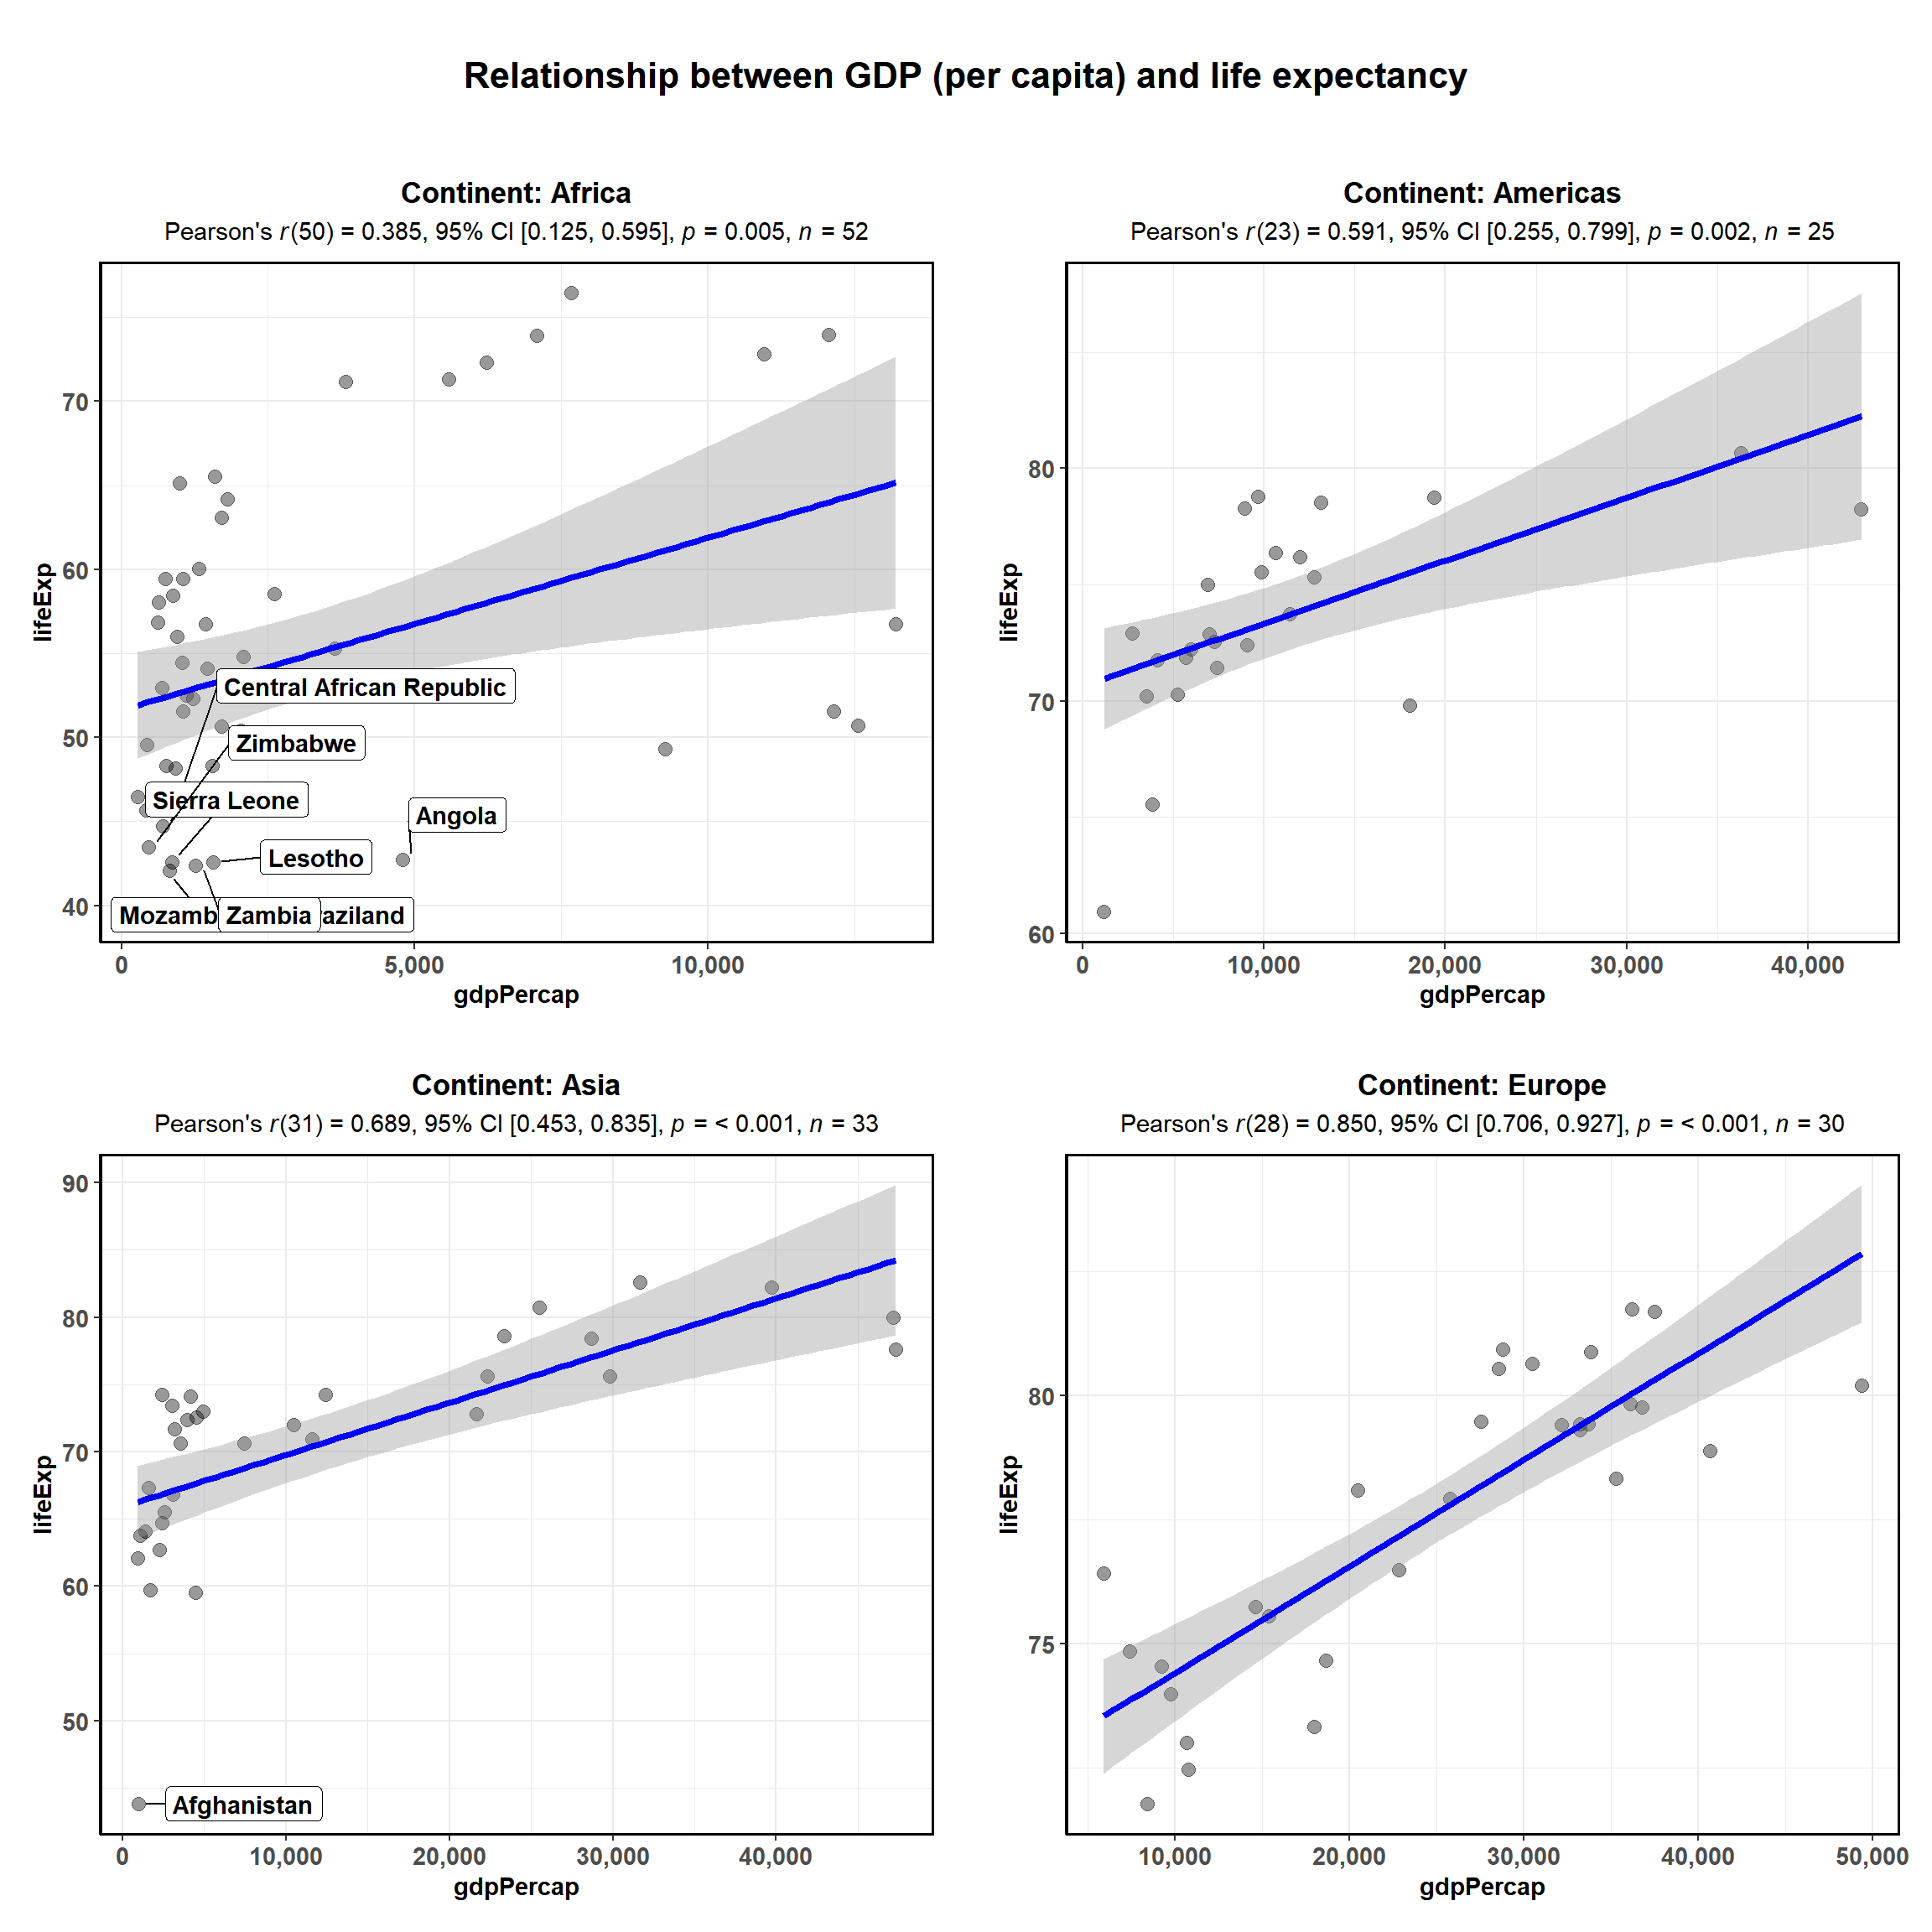 Relationship between GDP (per capita) and life expectancy
Continent: Africa
Pearson's r(50) = 0.385, 95% CI [0.125, 0.595], p = 0.005, n = 52
lifeExp
70
60
50
40
Central African Republic
Zimbabwe
Sierra Leone
Angola
Lesotho
Mozamb
Zambia
aziland
0
5,000
10,000
gdpPercap
Continent: Americas
Pearson's r(23) = 0.591, 95% CI [0.255, 0.799], p = 0.002, n = 25
lifeExp
80
70
60
0
10,000
20,000
30,000
40,000
gdpPercap
Continent: Asia
Pearson's r(31) = 0.689, 95% CI [0.453, 0.835], p = < 0.001, n = 33
lifeExp
90
80
70
60
50
Afghanistan
0
10,000
20,000
30,000
40,000
gdpPercap
Continent: Europe
Pearson's r(28) = 0.850, 95% CI [0.706, 0.927], p = < 0.001, n = 30
lifeExp
80
75
10,000
20,000
30,000
40,000
50,000
gdpPercap